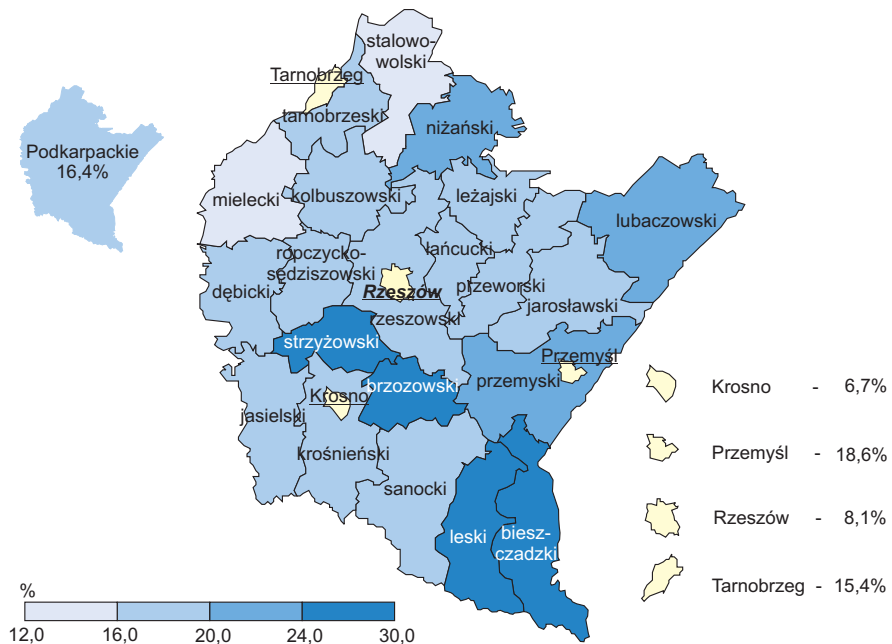 stalowo-
wolski
Tarnobrzeg
tarnobrzeski
niżański
Podkarpackie
16,4%
mielecki
kolbuszowski
leżajski
lubaczowski
ropczycko-
sędziszowski
łańcucki
dębicki
Rzeszów
przeworski
jarosławski
rzeszowski
strzyżowski
Przemyśl
brzozowski
przemyski
Krosno
jasielski
krośnieński
sanocki
leski
biesz-
czadzki
Krosno - 6,7%
Przemyśl - 18,6%
Rzeszów - 8,1%
Tarnobrzeg - 15,4%
%
12,0 16,0 20,0 24,0 30,0